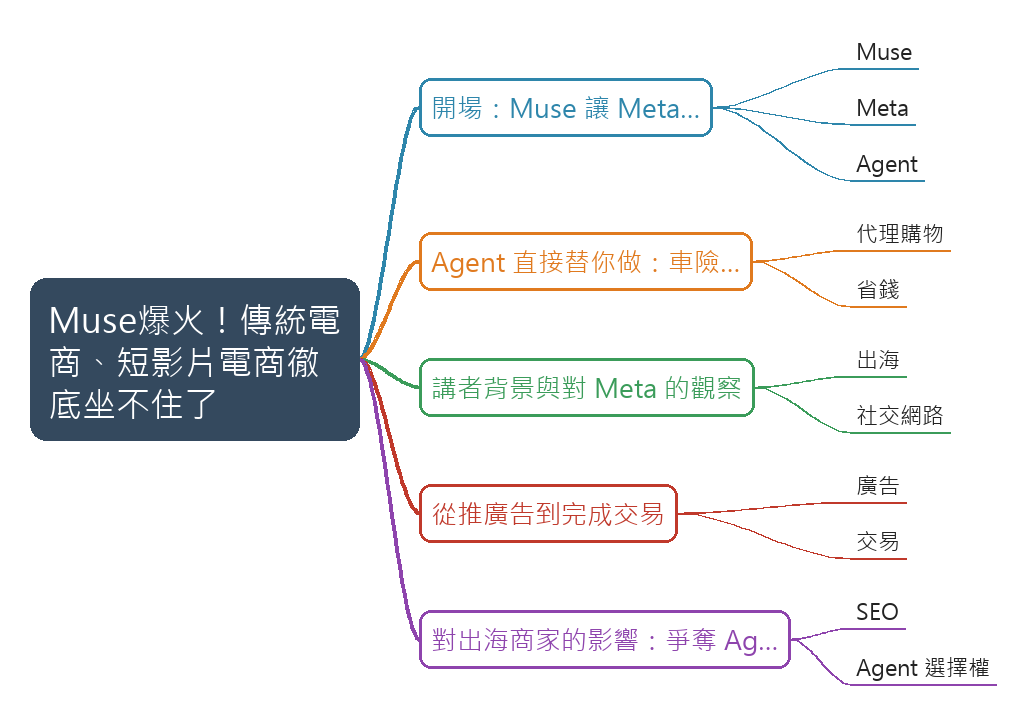 Muse爆火！傳統電
商、短影片電商徹
底坐不住了
開場：Muse 讓 Meta...
Muse
Meta
Agent
Agent 直接替你做：車險...
代理購物
省錢
講者背景與對 Meta 的觀察
出海
社交網路
從推廣告到完成交易
廣告
交易
對出海商家的影響：爭奪 Ag...
SEO
Agent 選擇權